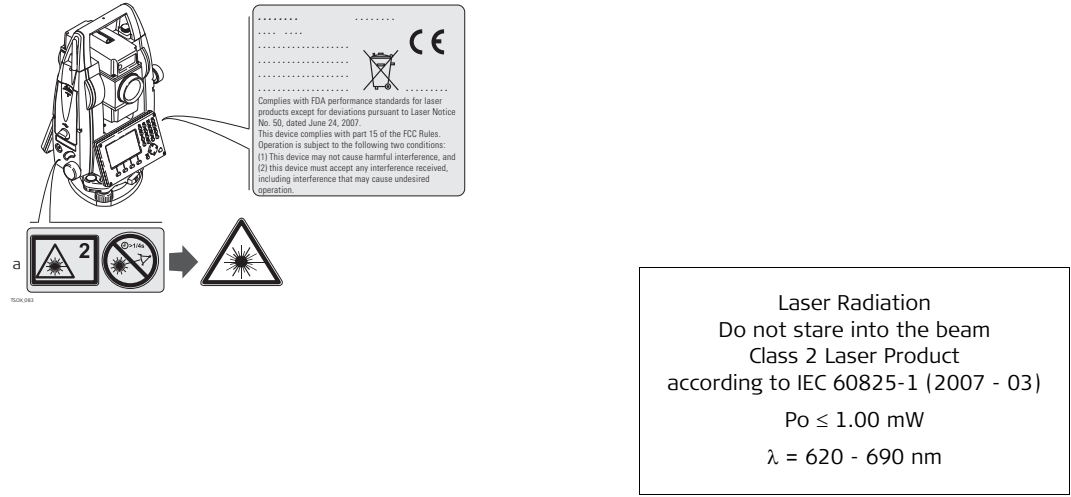 CE
Complies with FDA performance standards for laser
products except for deviations pursuant to Laser Notice
No. 50, dated June 24, 2007.
This device complies with part 15 of the FCC Rules.
Operation is subject to the following two conditions:
(1) This device may not cause harmful interference, and
(2) this device must accept any interference received,
including interference that may cause undesired
operation.
a
2
>1/4s
TSOX_083
Laser Radiation
Do not stare into the beam
Class 2 Laser Product
according to IEC 60825-1 (2007 - 03)
Po ≤ 1.00 mW
λ = 620 - 690 nm